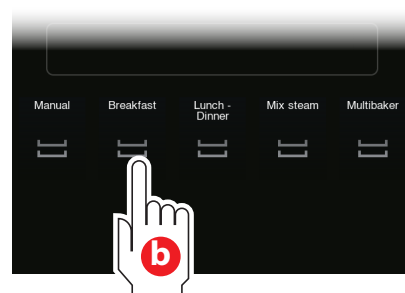 Manual
Breakfast
Lunch -
Dinner
Mix steam
Multibaker
b